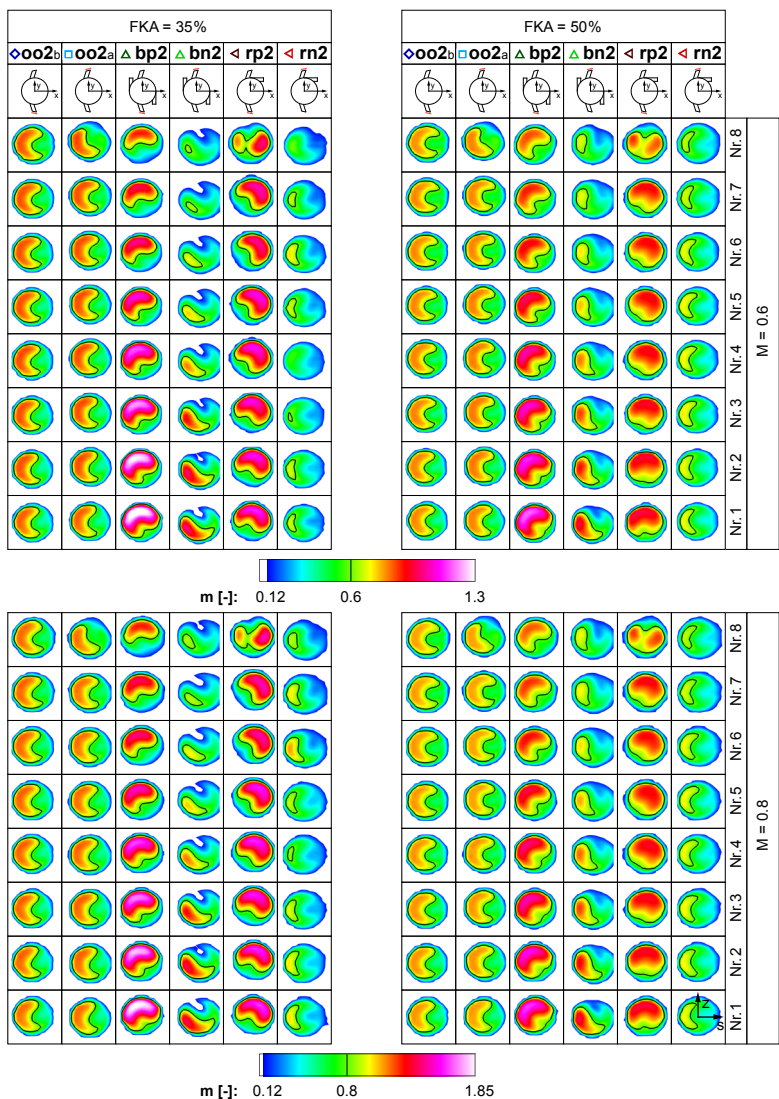 FKA = 35%
FKA = 50%
oo2b oo2a bp2 bn2 rp2 rn2
oo2b oo2a bp2 bn2 rp2 rn2
y x y x y x y x y x y x
y x y x y x y x y x y x
Nr. 8
Nr. 7
Nr. 6
Nr. 5
Nr. 4
Nr. 3
Nr. 2
Nr. 1
M = 0.6
m [-]: 0.12 0.6 1.3
Nr. 8
Nr. 7
Nr. 6
Nr. 5
Nr. 4
Nr. 3
Nr. 2
Nr. 1
M = 0.8
z
s
m [-]: 0.12 0.8 1.85